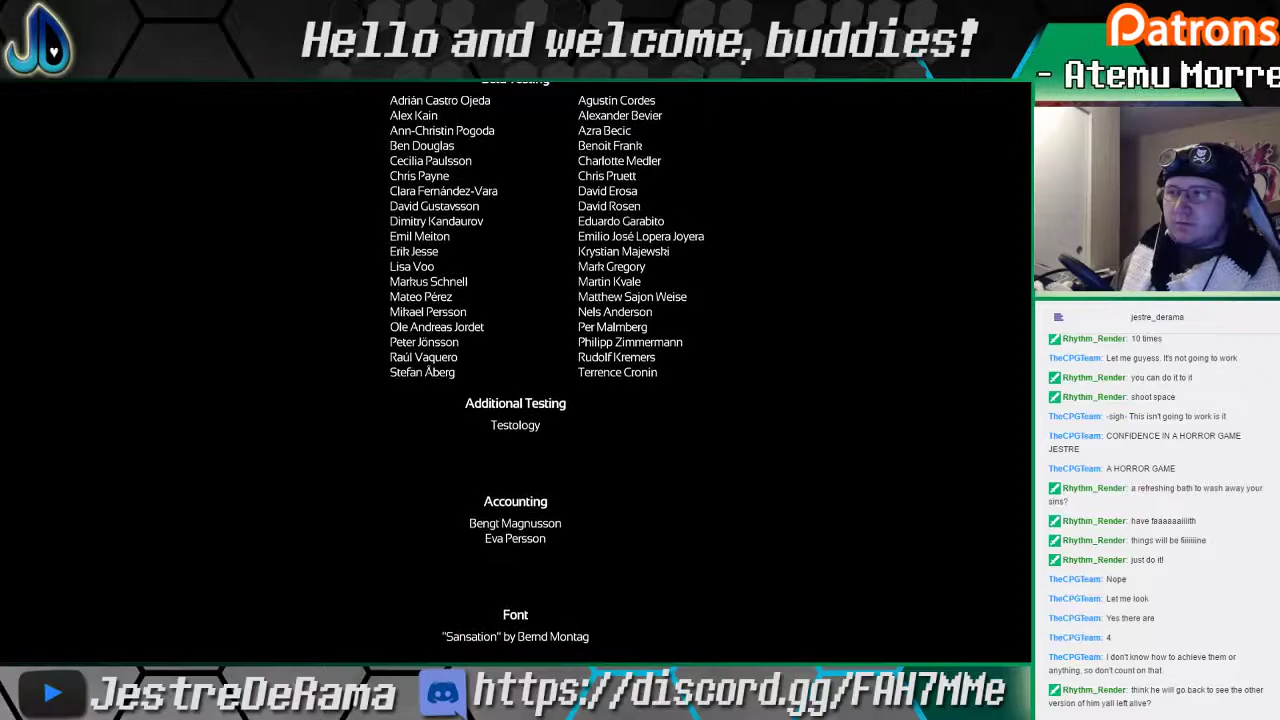 Hello and welcome, buddies!
Patrons
- Atemu Morre
Beta Testing
Adrián Castro Ojeda Agustín Cordes
Alex Kain Alexander Bevier
Ann-Christin Pogoda Azra Becic
Ben Douglas Benoit Frank
Cecilia Paulsson Charlotte Medler
Chris Payne Chris Pruett
Clara Fernández-Vara David Erosa
David Gustavsson David Rosen
Dimitry Kandaurov Eduardo Garabito
Emil Meiton Emilio José Lopera Joyera
Erik Jesse Krystian Majewski
Lisa Voo Mark Gregory
Markus Schnell Martin Kvale
Mateo Pérez Matthew Sajon Weise
Mikael Persson Nels Anderson
Ole Andreas Jordet Per Malmberg
Peter Jönsson Philipp Zimmermann
Raúl Vaquero Rudolf Kremers
Stefan Åberg Terrence Cronin
Additional Testing
Testology
Accounting
Bengt Magnusson
Eva Persson
Font
"Sansation" by Bernd Montag
jestre_derama
Rhythm_Render: 10 times
TheCPGTeam: Let me guyess. It's not going to work
Rhythm_Render: you can do it to it
Rhythm_Render: shoot space
TheCPGTeam: -sigh- This isn't going to work is it
TheCPGTeam: CONFIDENCE IN A HORROR GAME
JESTRE
TheCPGTeam: A HORROR GAME
Rhythm_Render: a refreshing bath to wash away your
sins?
Rhythm_Render: have faaaaaaiiiith
Rhythm_Render: things will be fiiiiiiine
Rhythm_Render: just do it!
TheCPGTeam: Nope
TheCPGTeam: Let me look
TheCPGTeam: Yes there are
TheCPGTeam: 4
TheCPGTeam: I don't know how to achieve them or
anything, so don't count on that.
Rhythm_Render: think he will go back to see the other
version of him yall left alive?
JestreDeRama
https://discord.gg/FAH7MMe